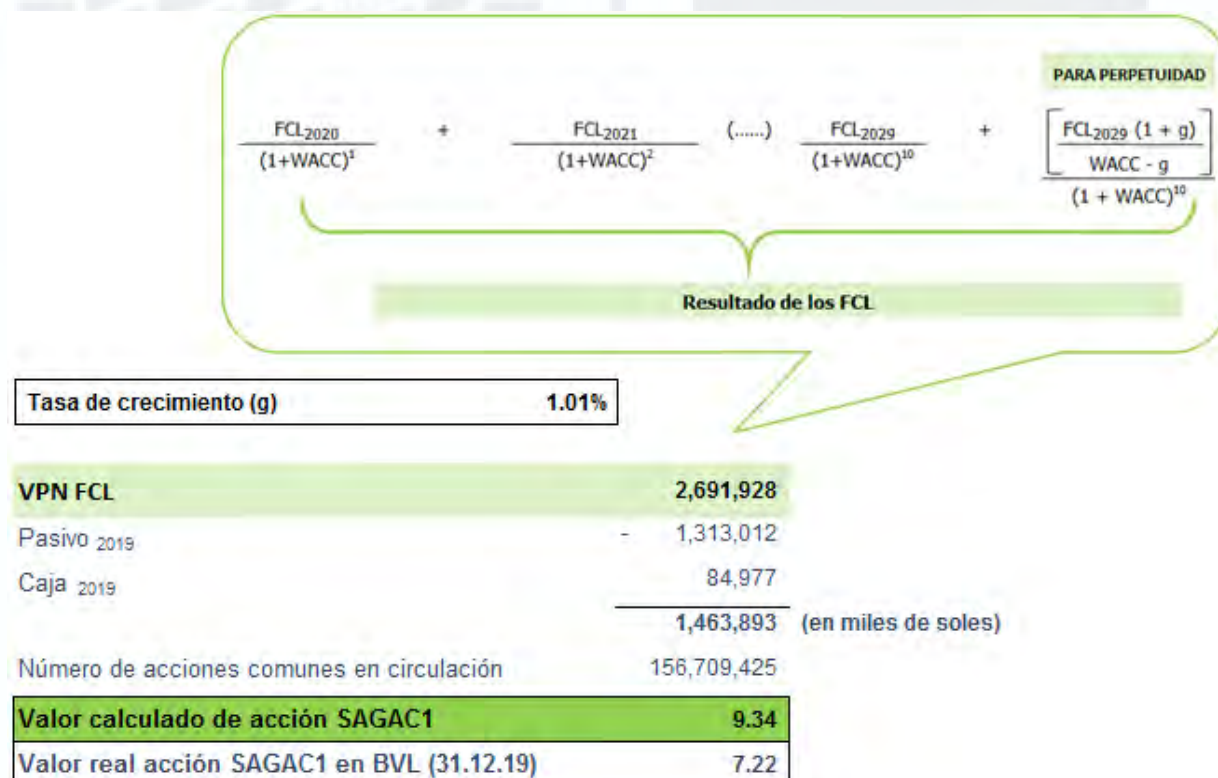 PARA PERPETUIDAD
FCL2020 + FCL2021 (......) FCL2029 + [FCL2029 (1 + g)
(1+WACC)1 (1+WACC)2 (1+WACC)10 WACC - g]
(1 + WACC)10
Resultado de los FCL
Tasa de crecimiento (g) 1.01%
VPN FCL 2,691,928
Pasivo 2019 - 1,313,012
Caja 2019 84,977
1,463,893 (en miles de soles)
Número de acciones comunes en circulación 156,709,425
Valor calculado de acción SAGAC1 9.34
Valor real acción SAGAC1 en BVL (31.12.19) 7.22